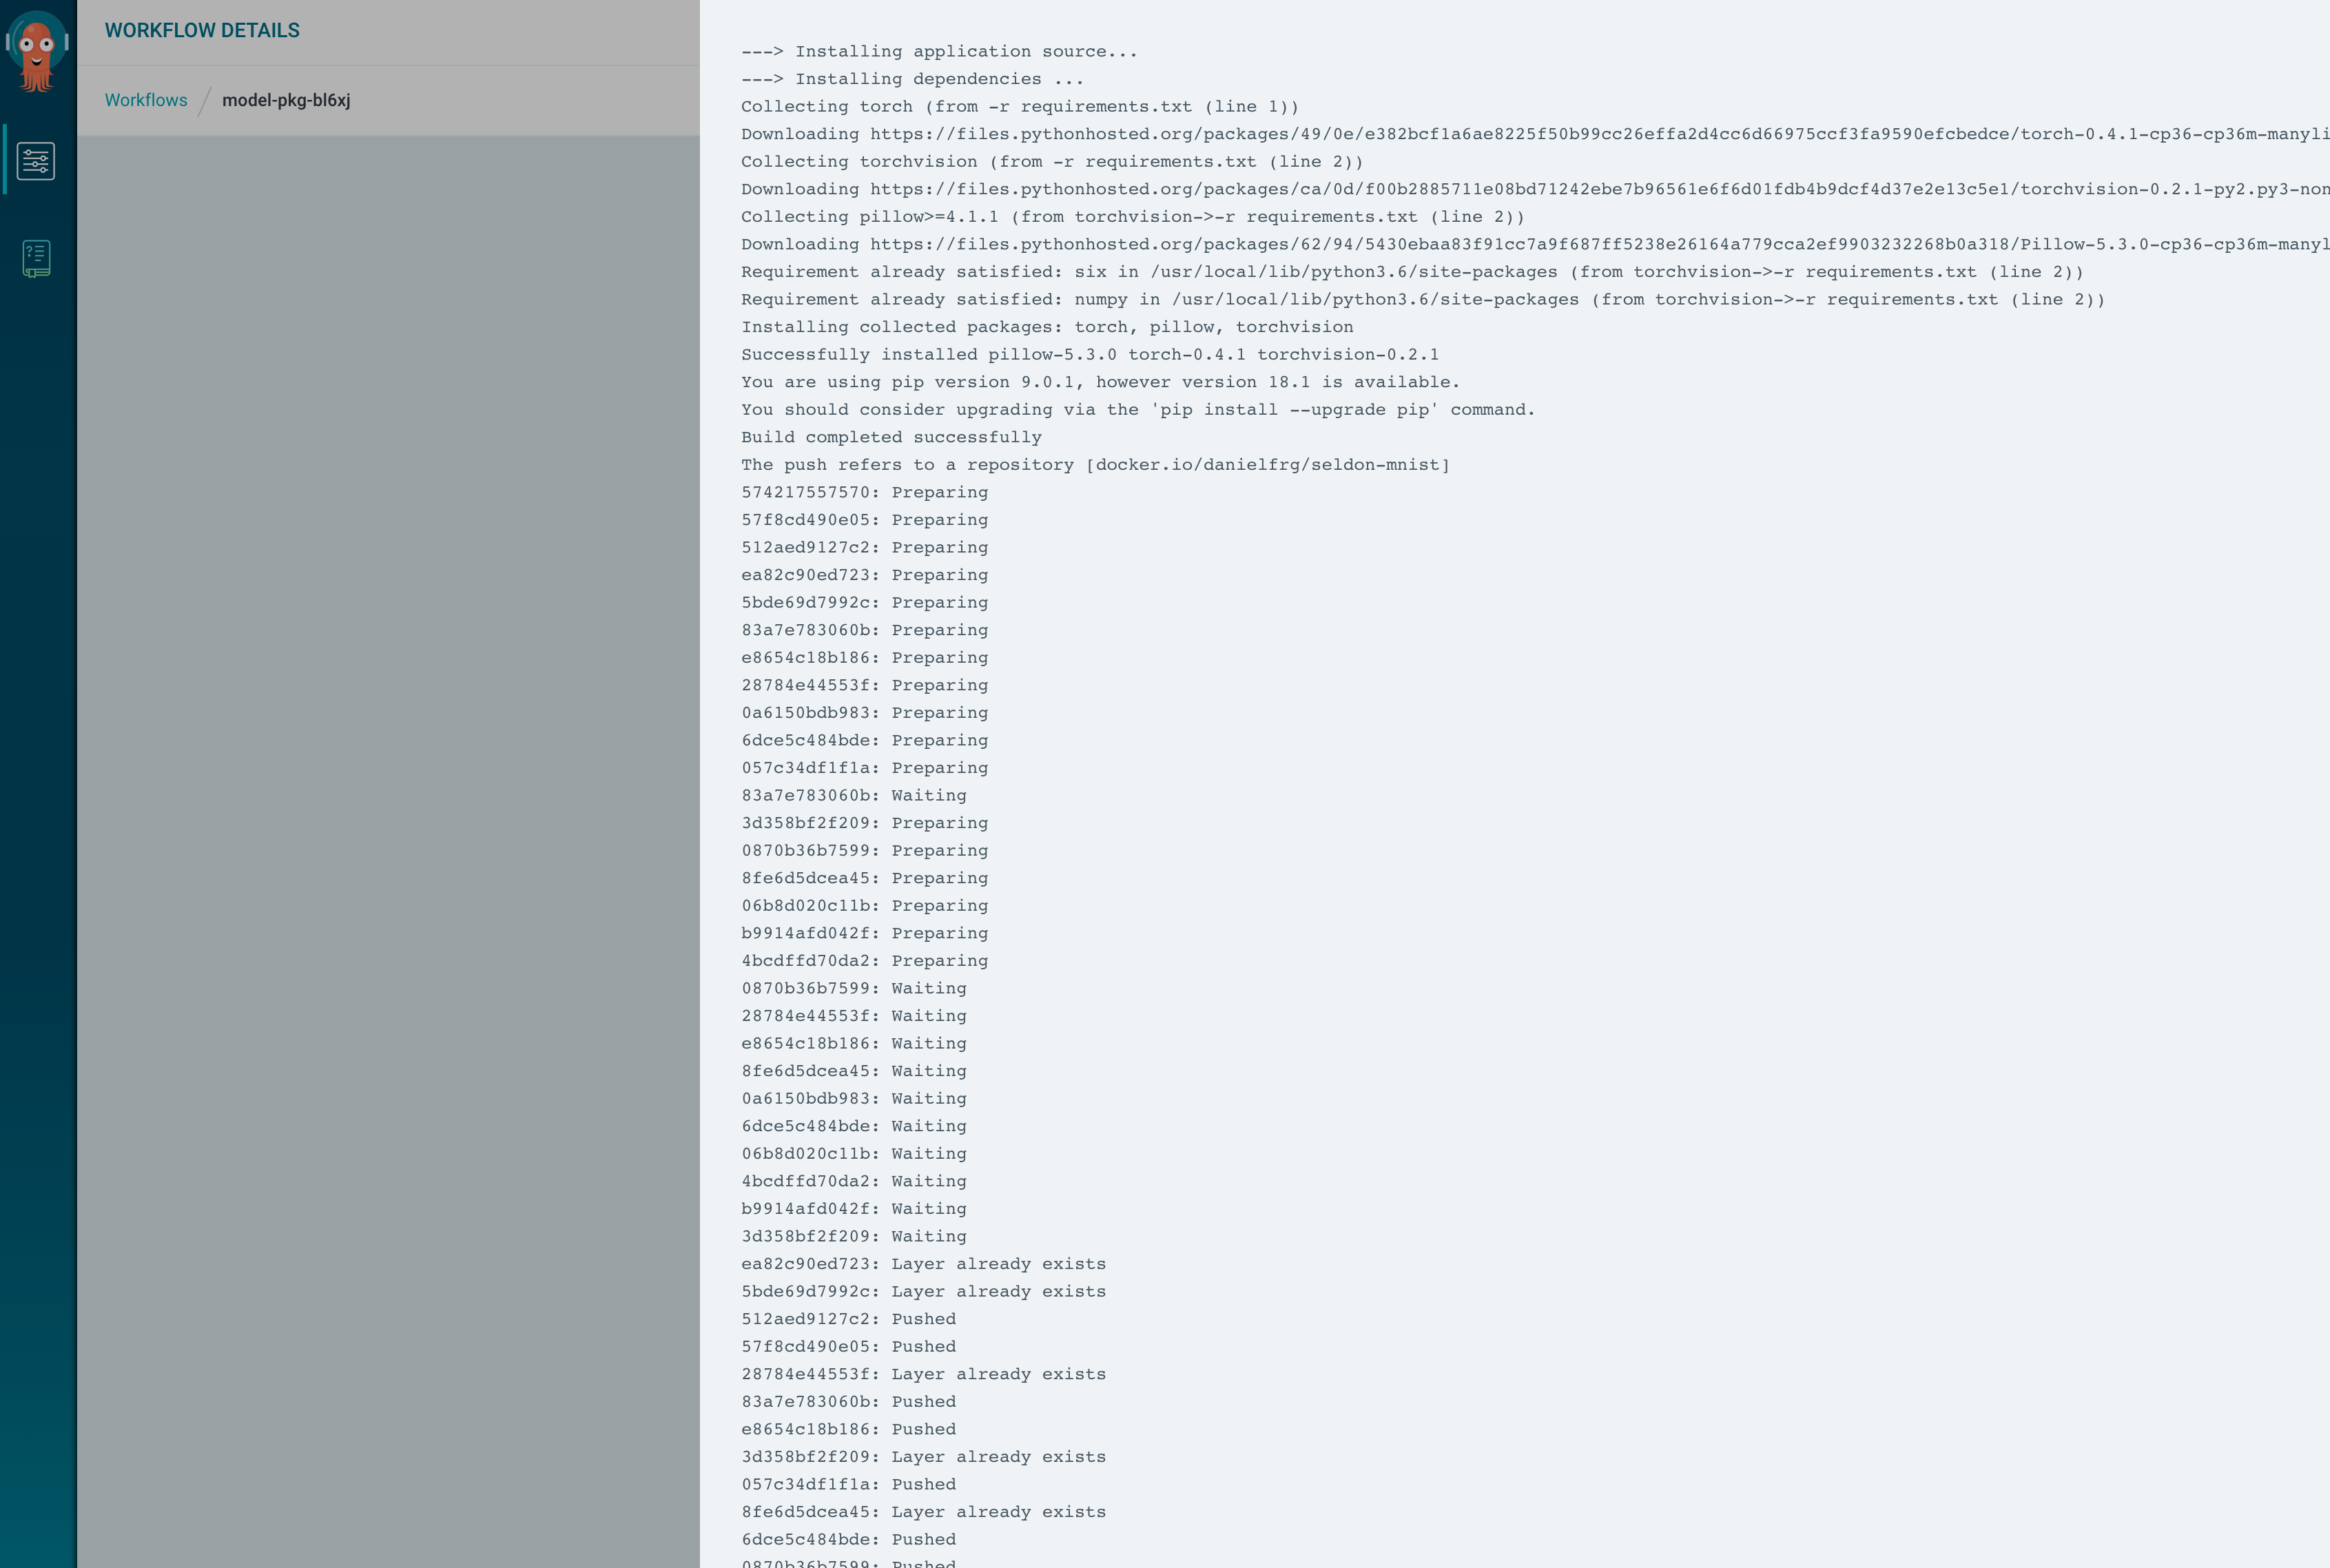 WORKFLOW DETAILS
Workflows / model-pkg-bl6xj
---> Installing application source...
---> Installing dependencies ...
Collecting torch (from -r requirements.txt (line 1))
Downloading https://files.pythonhosted.org/packages/49/0e/e382bcf1a6ae8225f50b99cc26effa2d4cc6d66975ccf3fa9590efcbedce/torch-0.4.1-cp36-cp36m-manyli
Collecting torchvision (from -r requirements.txt (line 2))
Downloading https://files.pythonhosted.org/packages/ca/0d/f00b2885711e08bd71242ebe7b96561e6f6d01fdb4b9dcf4d37e2e13c5e1/torchvision-0.2.1-py2.py3-non
Collecting pillow>=4.1.1 (from torchvision->-r requirements.txt (line 2))
Downloading https://files.pythonhosted.org/packages/62/94/5430ebaa83f91cc7a9f687ff5238e26164a779cca2ef9903232268b0a318/Pillow-5.3.0-cp36-cp36m-manyl
Requirement already satisfied: six in /usr/local/lib/python3.6/site-packages (from torchvision->-r requirements.txt (line 2))
Requirement already satisfied: numpy in /usr/local/lib/python3.6/site-packages (from torchvision->-r requirements.txt (line 2))
Installing collected packages: torch, pillow, torchvision
Successfully installed pillow-5.3.0 torch-0.4.1 torchvision-0.2.1
You are using pip version 9.0.1, however version 18.1 is available.
You should consider upgrading via the 'pip install --upgrade pip' command.
Build completed successfully
The push refers to a repository [docker.io/danielfrg/seldon-mnist]
574217557570: Preparing
57f8cd490e05: Preparing
512aed9127c2: Preparing
ea82c90ed723: Preparing
5bde69d7992c: Preparing
83a7e783060b: Preparing
e8654c18b186: Preparing
28784e44553f: Preparing
0a6150bdb983: Preparing
6dce5c484bde: Preparing
057c34df1f1a: Preparing
83a7e783060b: Waiting
3d358bf2f209: Preparing
0870b36b7599: Preparing
8fe6d5dcea45: Preparing
06b8d020c11b: Preparing
b9914afd042f: Preparing
4bcdffd70da2: Preparing
0870b36b7599: Waiting
28784e44553f: Waiting
e8654c18b186: Waiting
8fe6d5dcea45: Waiting
0a6150bdb983: Waiting
6dce5c484bde: Waiting
06b8d020c11b: Waiting
4bcdffd70da2: Waiting
b9914afd042f: Waiting
3d358bf2f209: Waiting
ea82c90ed723: Layer already exists
5bde69d7992c: Layer already exists
512aed9127c2: Pushed
57f8cd490e05: Pushed
28784e44553f: Layer already exists
83a7e783060b: Pushed
e8654c18b186: Pushed
3d358bf2f209: Layer already exists
057c34df1f1a: Pushed
8fe6d5dcea45: Layer already exists
6dce5c484bde: Pushed
0870b36b7599: Pushed